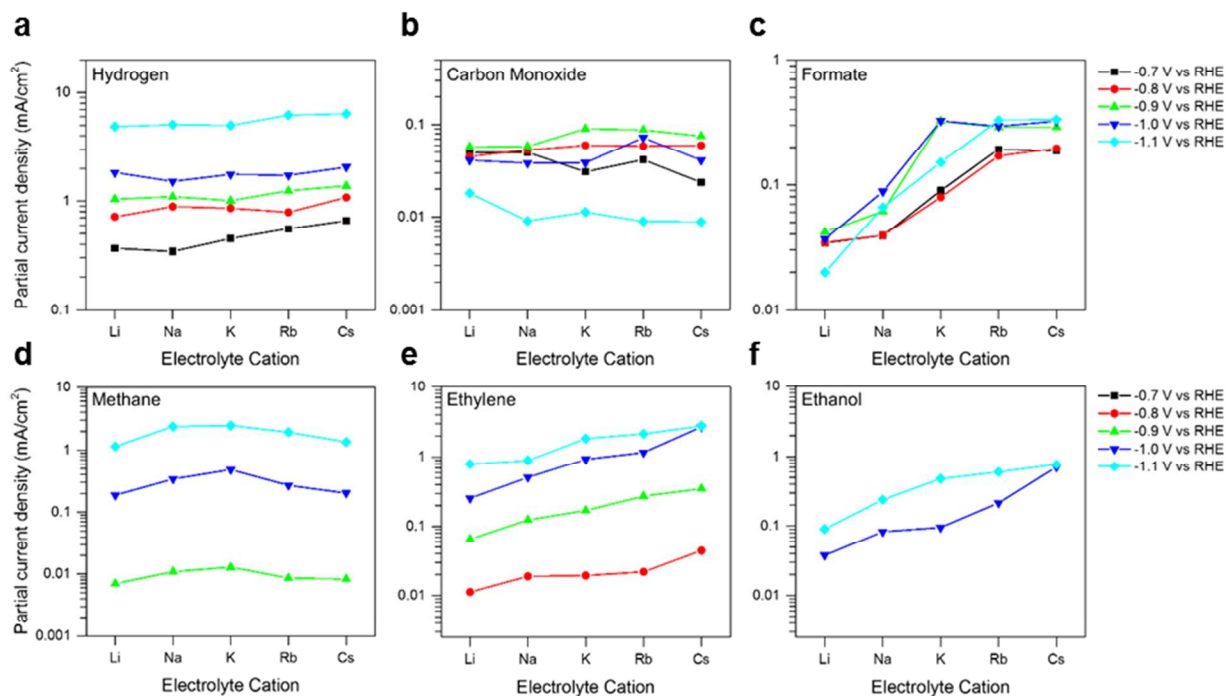 a
Hydrogen
Partial current density (mA/cm²)
10
1
0.1
Li Na K Rb Cs
Electrolyte Cation
b
Carbon Monoxide
0.1
0.01
0.001
Li Na K Rb Cs
Electrolyte Cation
c
Formate
1
0.1
0.01
Li Na K Rb Cs
Electrolyte Cation
-0.7 V vs RHE
-0.8 V vs RHE
-0.9 V vs RHE
-1.0 V vs RHE
-1.1 V vs RHE
d
Methane
Partial current density (mA/cm²)
10
1
0.1
0.01
0.001
Li Na K Rb Cs
Electrolyte Cation
e
Ethylene
10
1
0.1
0.01
Li Na K Rb Cs
Electrolyte Cation
f
Ethanol
10
1
0.1
0.01
Li Na K Rb Cs
Electrolyte Cation
-0.7 V vs RHE
-0.8 V vs RHE
-0.9 V vs RHE
-1.0 V vs RHE
-1.1 V vs RHE